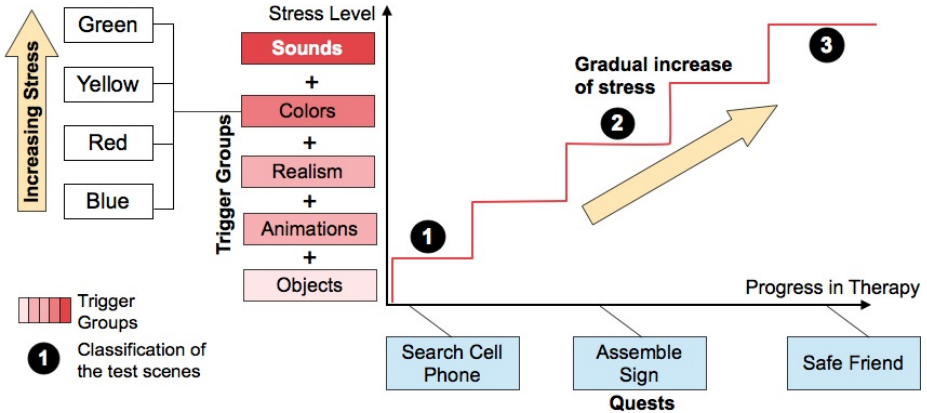 Increasing Stress
Green
Yellow
Red
Blue
Stress Level
Trigger Groups
Sounds
+
Colors
+
Realism
+
Animations
+
Objects
1
2
3
Gradual increase
of stress
Progress in Therapy
Search Cell
Phone
Assemble
Sign
Safe Friend
Quests
Trigger
Groups
1
Classification of
the test scenes